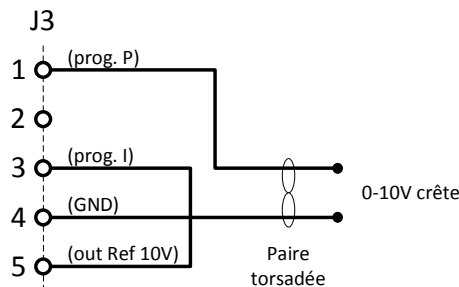 J3
1 (prog. P)
2
3 (prog. I)
4 (GND)
5 (out Ref 10V)
0-10V crête
Paire
torsadée